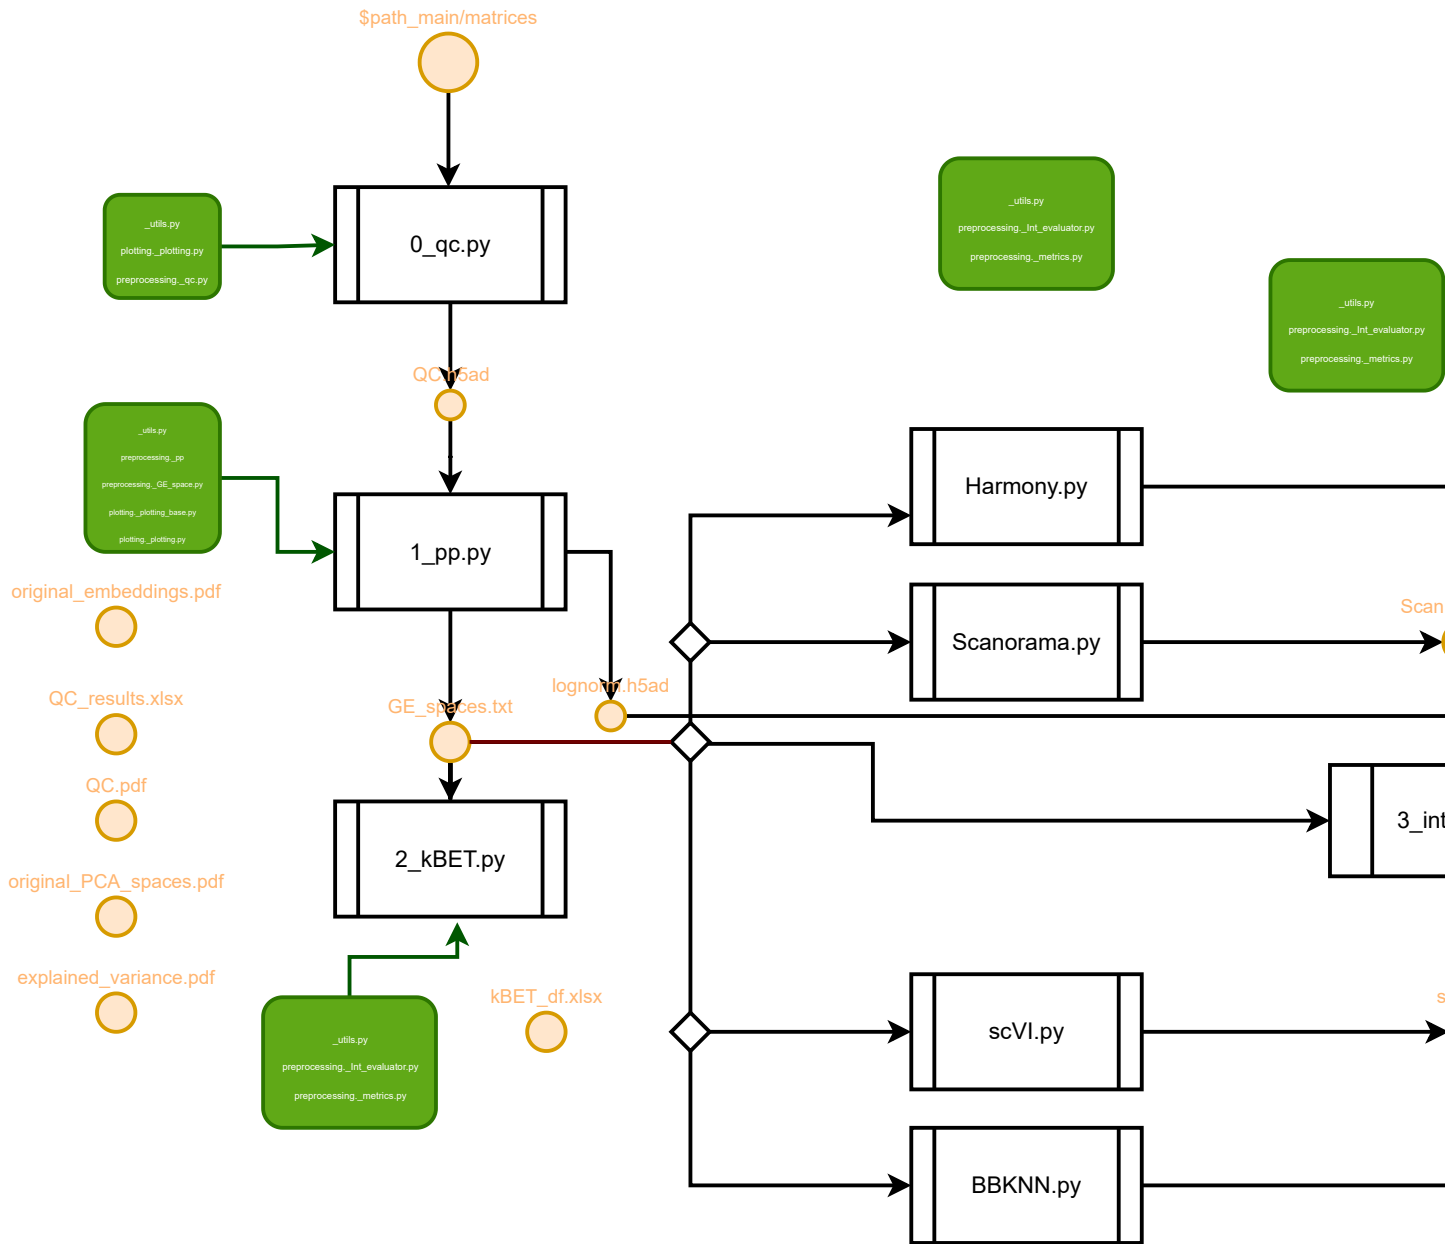 $path_main/matrices
_utils.py
plotting._plotting.py
preprocessing._qc.py
0_qc.py
_utils.py
preprocessing._Int_evaluator.py
preprocessing._metrics.py
_utils.py
preprocessing._Int_evaluator.py
preprocessing._metrics.py
QC.h5ad
_utils.py
preprocessing._pp
preprocessing._GE_space.py
plotting._plotting_base.py
plotting._plotting.py
1_pp.py
Harmony.py
original_embeddings.pdf
Scanorama.py
Scan
QC_results.xlsx
GE_spaces.txt
lognorm.h5ad
QC.pdf
2_kBET.py
3_int
original_PCA_spaces.pdf
explained_variance.pdf
kBET_df.xlsx
_utils.py
preprocessing._Int_evaluator.py
preprocessing._metrics.py
scVI.py
s
BBKNN.py